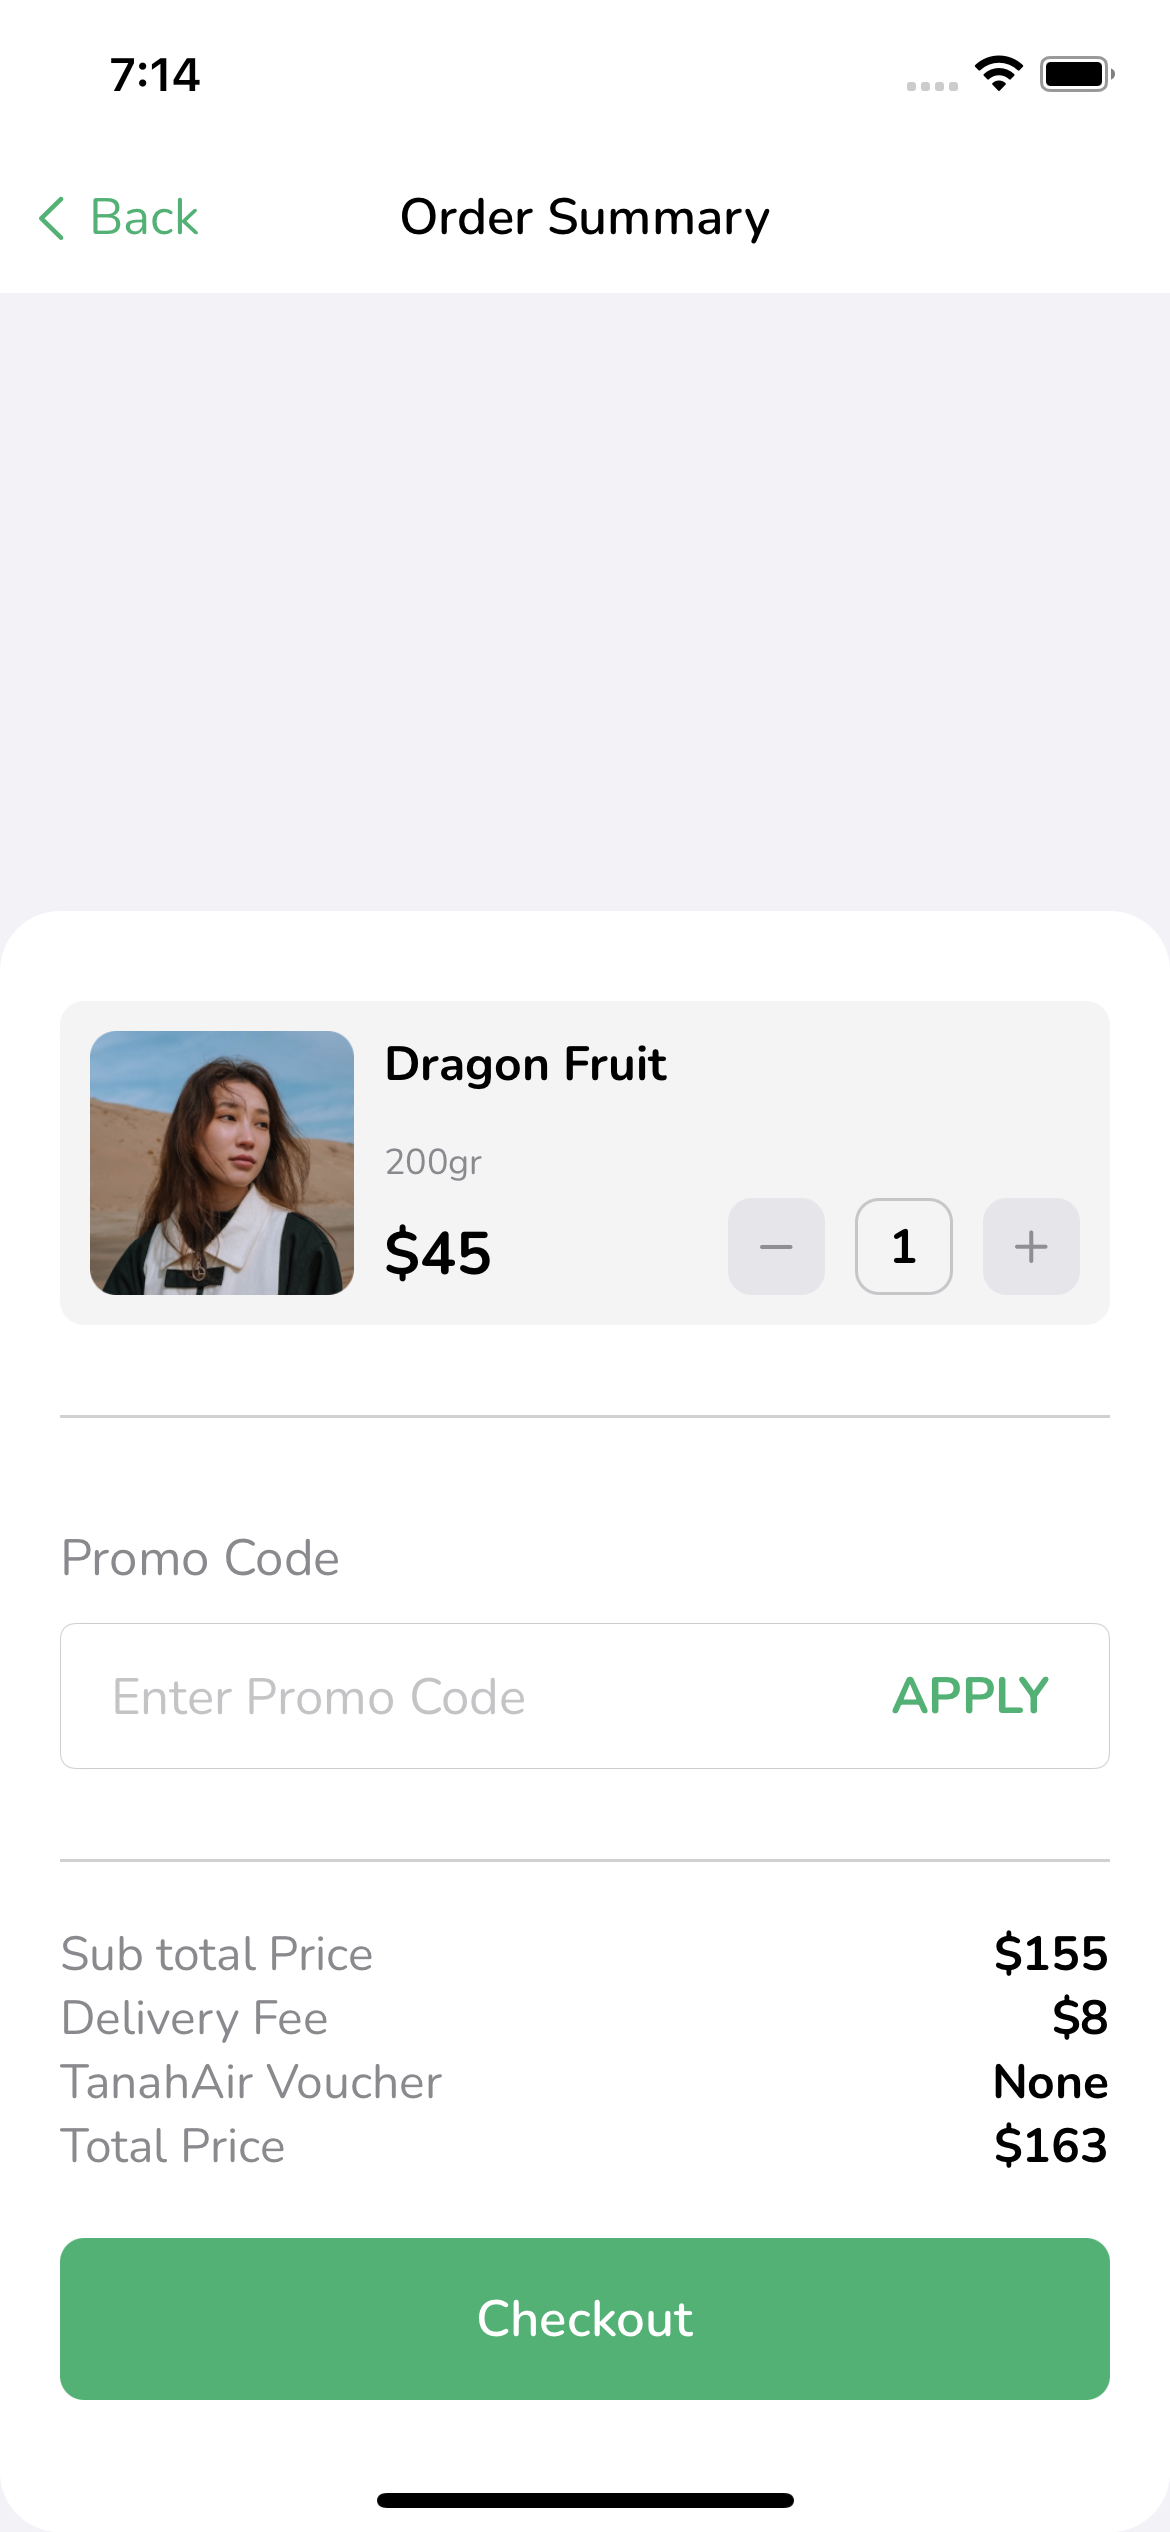 7:14
Back
Order Summary
Dragon Fruit
200gr
$45
1
Promo Code
Enter Promo Code APPLY
Sub total Price $155
Delivery Fee $8
TanahAir Voucher None
Total Price $163
Checkout